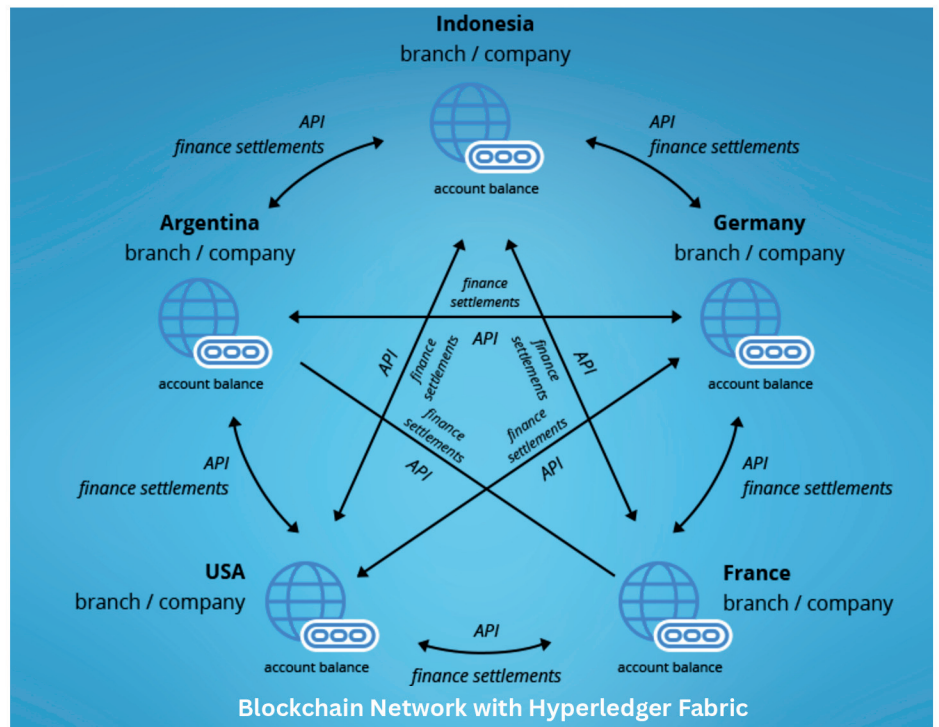 Indonesia
branch / company
API
finance settlements
API
finance settlements
account balance
Argentina
branch / company
Germany
branch / company
finance
settlements
API
account balance
account balance
API
finance
settlements
finance
settlements
API
finance
settlements
API
finance
settlements
API
API
finance settlements
API
finance settlements
USA
branch / company
account balance
France
branch / company
account balance
API
finance settlements
Blockchain Network with Hyperledger Fabric